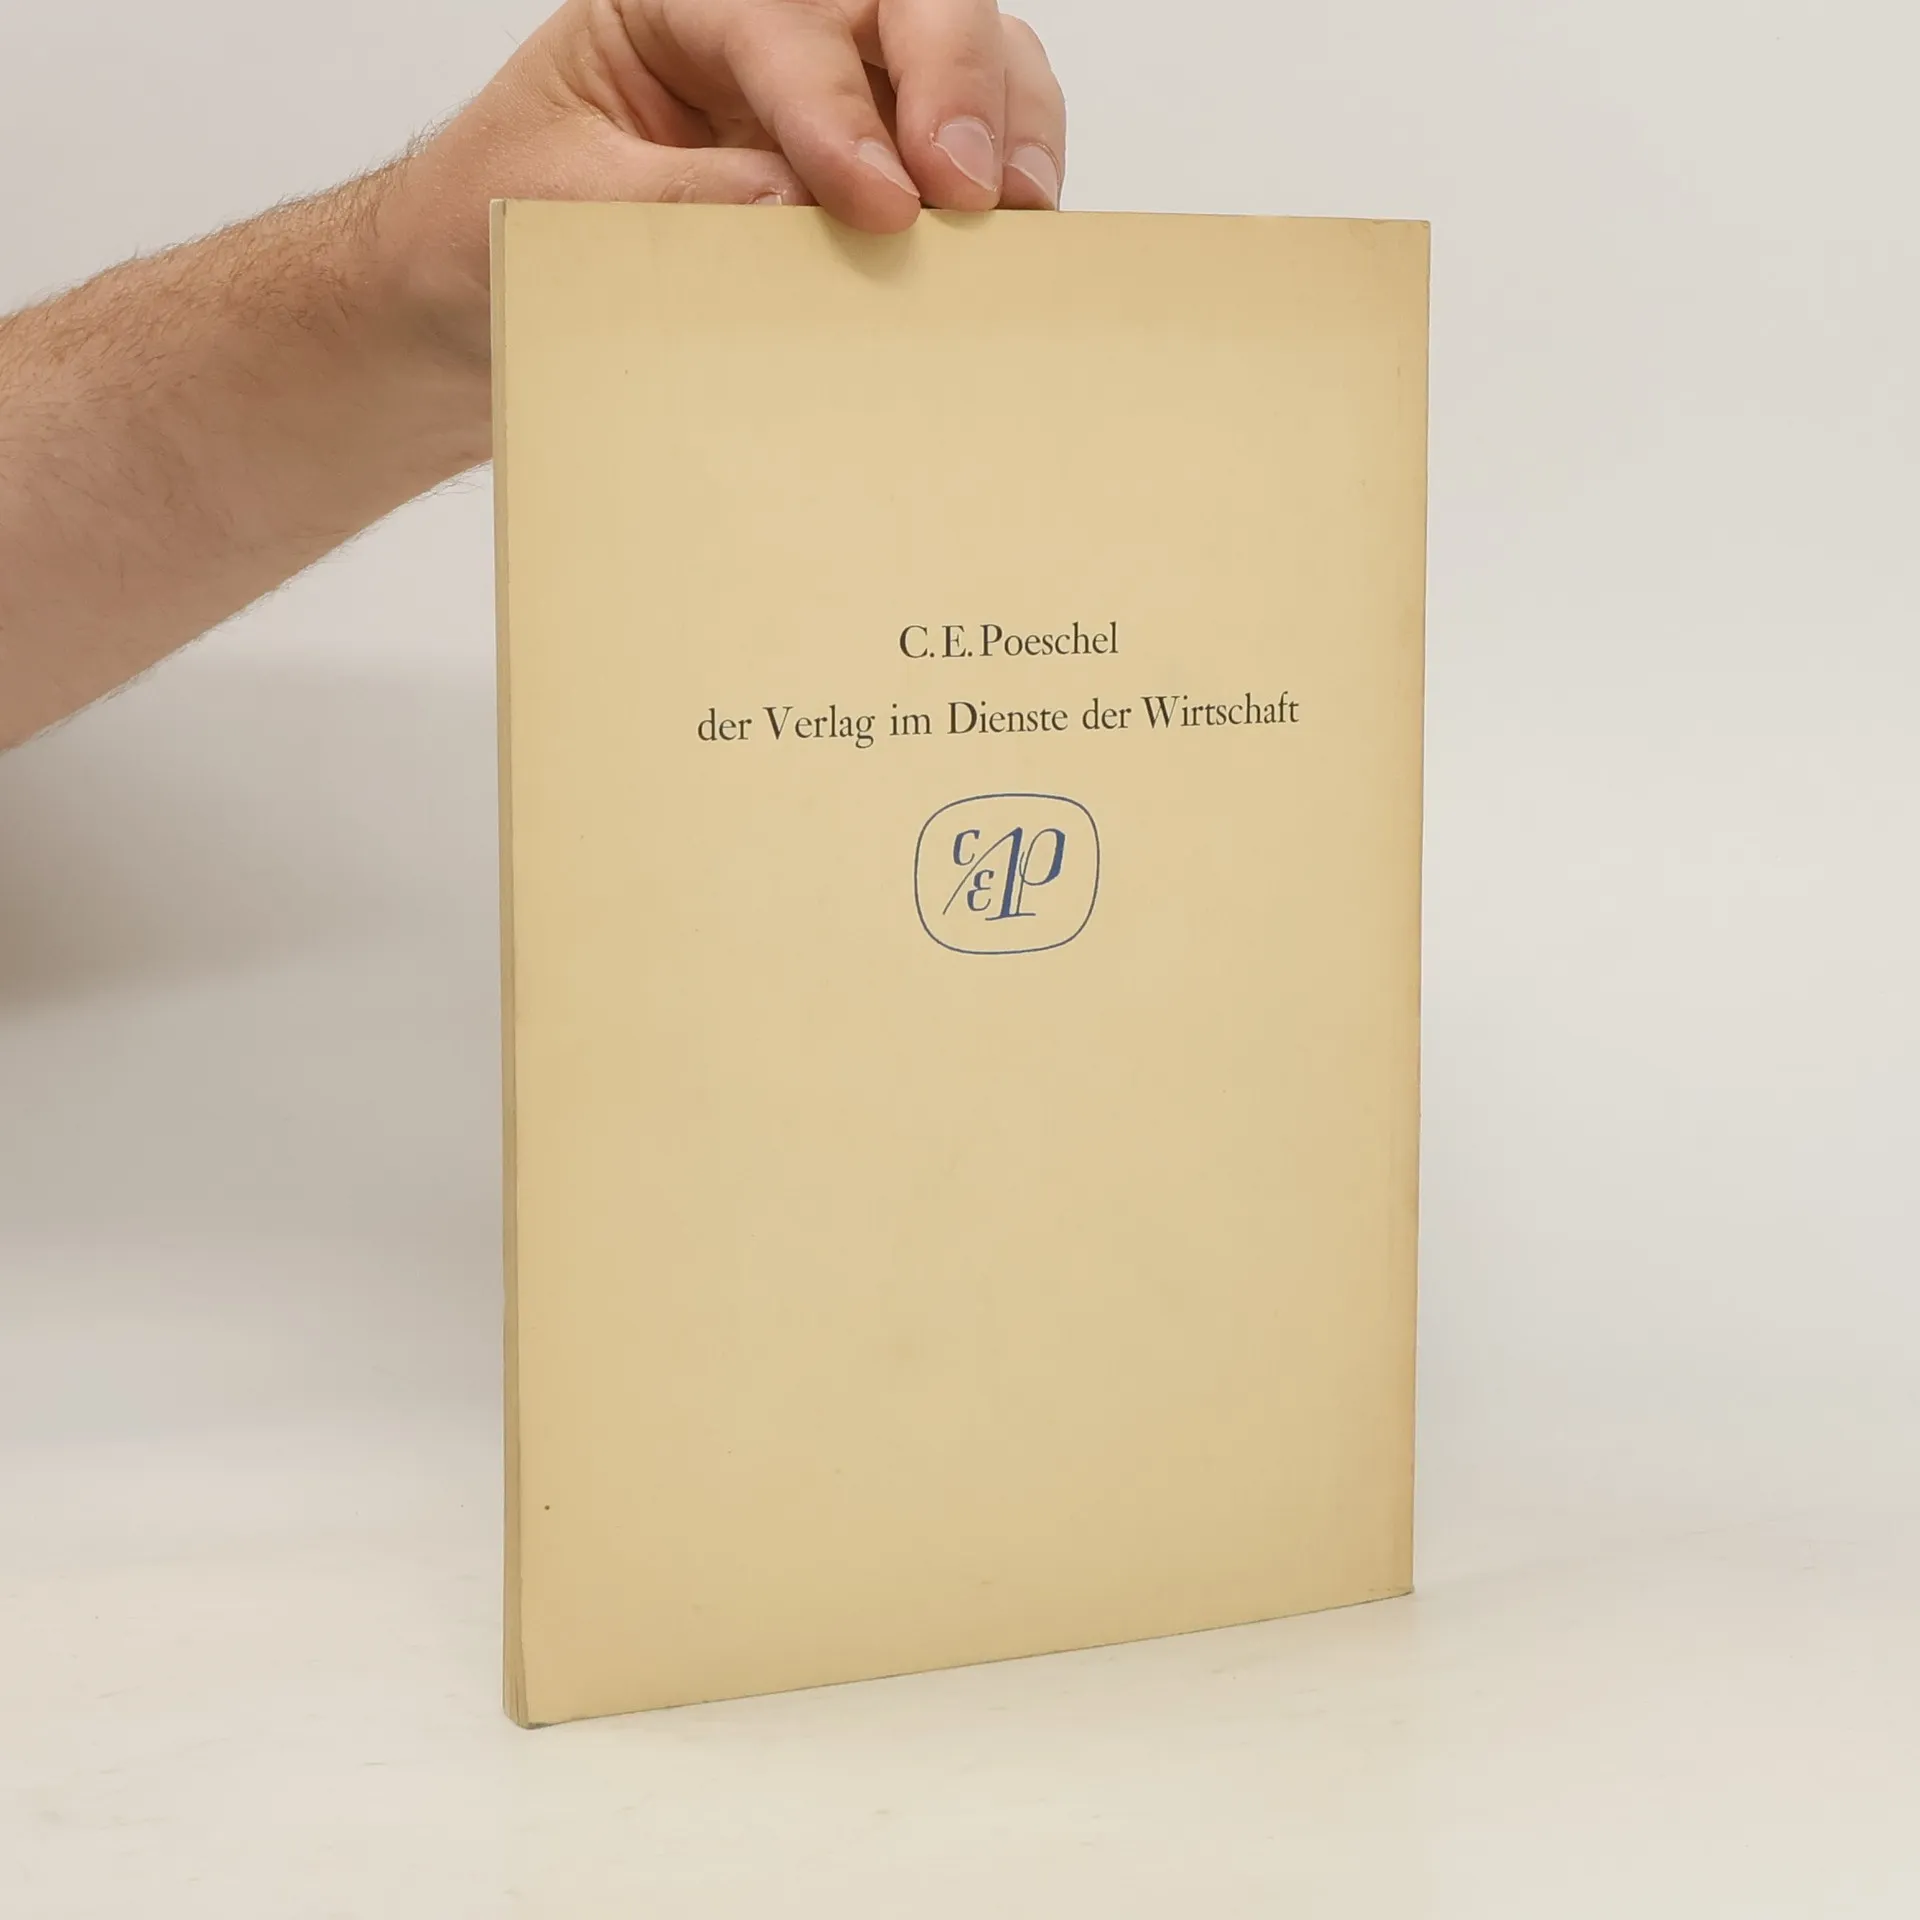 C. E. Poeschel
der Verlag im Dienste der Wirtschaft
C
E P